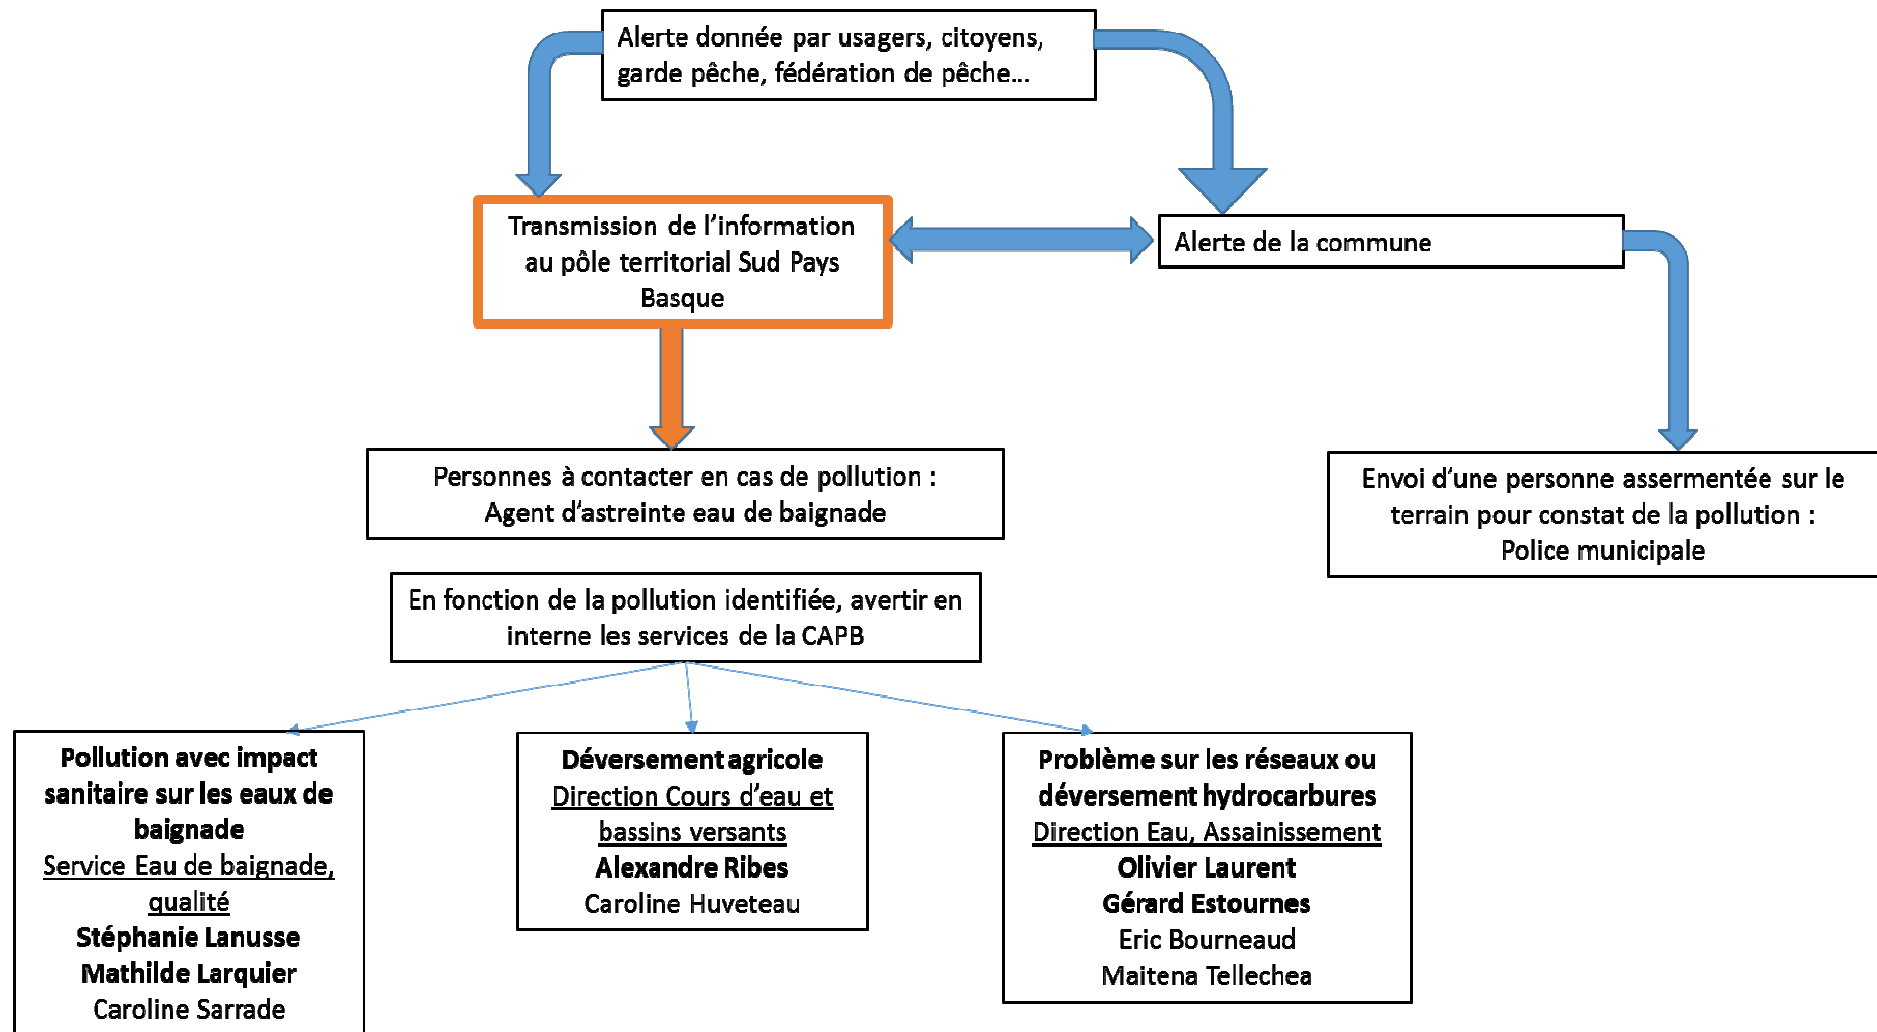 Alerte donnée par usagers, citoyens,
garde pêche, fédération de pêche...
Transmission de l'information
au pôle territorial Sud Pays
Basque
Alerte de la commune
Personnes à contacter en cas de pollution :
Agent d'astreinte eau de baignade
Envoi d'une personne assermentée sur le
terrain pour constat de la pollution :
Police municipale
En fonction de la pollution identifiée, avertir en
interne les services de la CAPB
Pollution avec impact
sanitaire sur les eaux de
baignade
Service Eau de baignade,
qualité
Stéphanie Lanusse
Mathilde Larquier
Caroline Sarrade
Déversement agricole
Direction Cours d'eau et
bassins versants
Alexandre Ribes
Caroline Huveteau
Problème sur les réseaux ou
déversement hydrocarbures
Direction Eau, Assainissement
Olivier Laurent
Gérard Estournes
Eric Bourneaud
Maitena Tellechea